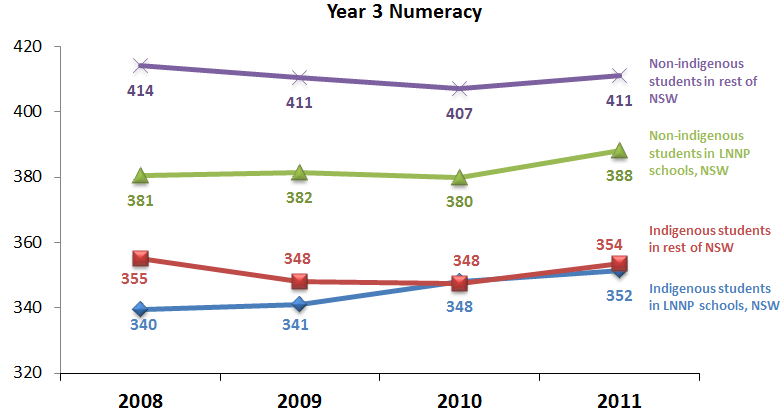 Year 3 Numeracy
420
400
380
360
340
320
414
411
407
411
Non-indigenous
students in rest of
NSW
381
382
380
388
Non-indigenous
students in LNNP
schools, NSW
355
348
348
354
Indigenous students
in rest of NSW
340
341
348
352
Indigenous students
in LNNP schools, NSW
2008
2009
2010
2011